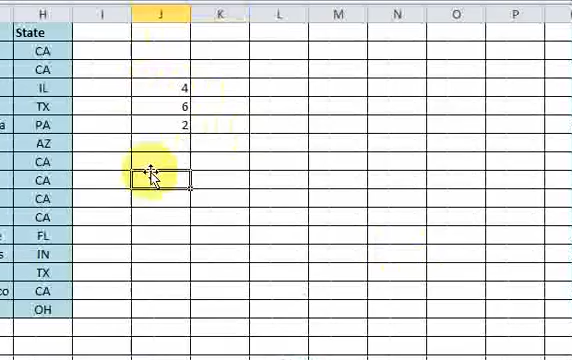 H I J K L M N O P
State
CA
CA
IL 4
TX 6
a PA 2
AZ
CA
CA
CA
CA
FL
s IN
TX
co CA
OH